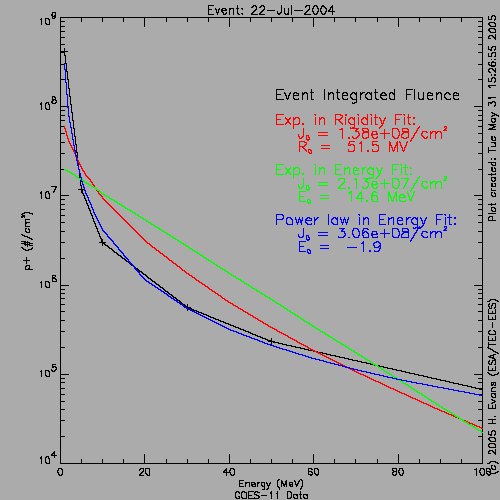 Event: 22-Jul-2004
Event Integrated Fluence
Exp. in Rigidity Fit:
J₀ = 1.38e+08/cm²
R₀ = 51.5 MV
Exp. in Energy Fit:
J₀ = 2.13e+07/cm²
E₀ = 14.6 MeV
Power law in Energy Fit:
J₀ = 3.06e+08/cm²
E₀ = -1.9
p+ (#/cm²)
10⁹
10⁸
10⁷
10⁶
10⁵
10⁴
0 20 40 60 80 100
Energy (MeV)
GOES-11 Data
Plot created: Tue May 31 15:26:55 2005
(c) 2005 H. Evans (ESA/TEC-EES)